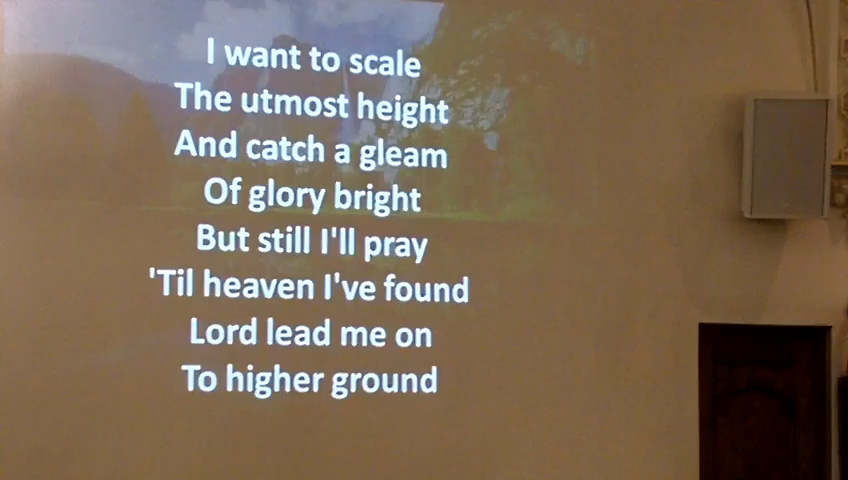 I want to scale
The utmost height
And catch a gleam
Of glory bright
But still I'll pray
'Til heaven I've found
Lord lead me on
To higher ground